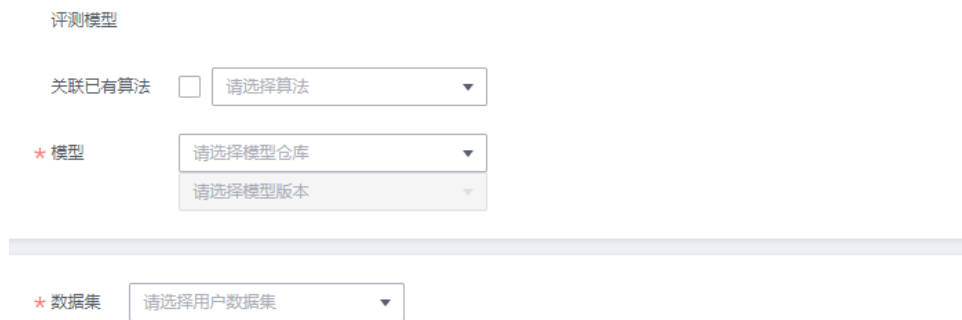 评测模型
关联已有算法 请选择算法
* 模型 请选择模型仓库
请选择模型版本
* 数据集 请选择用户数据集